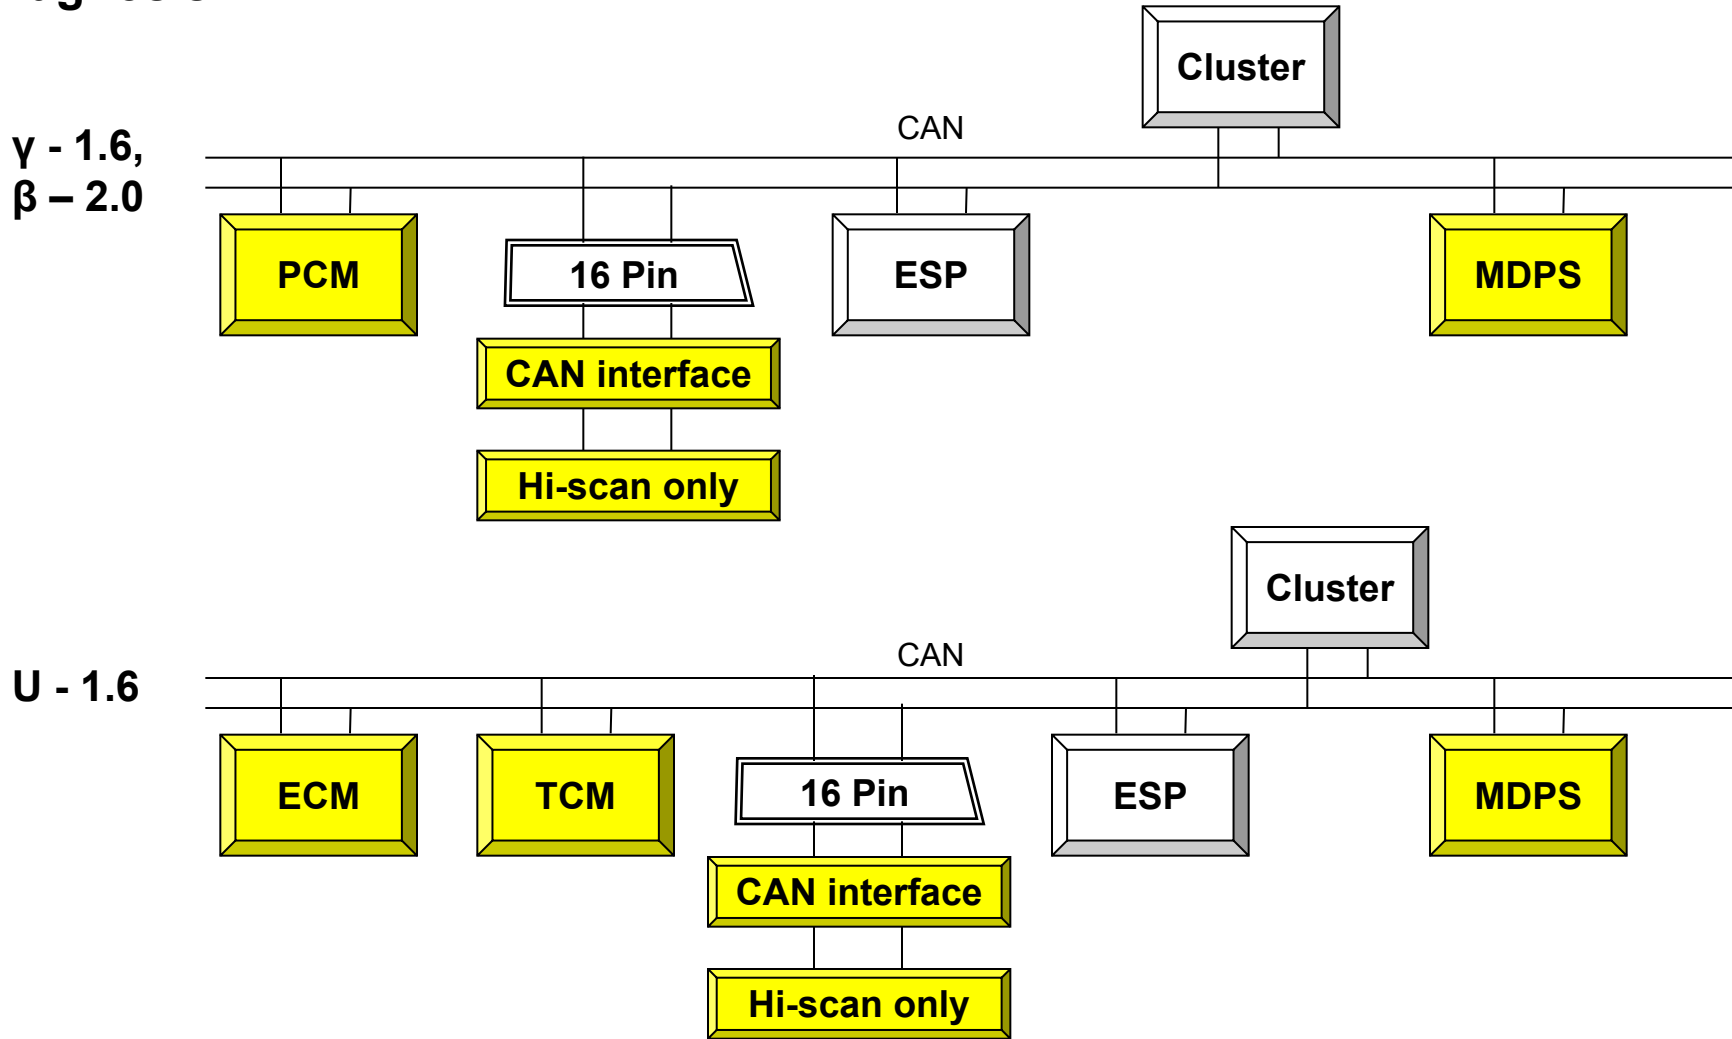 Cluster
CAN
γ - 1.6,
β – 2.0
PCM
16 Pin
ESP
MDPS
CAN interface
Hi-scan only
Cluster
CAN
U - 1.6
ECM
TCM
16 Pin
ESP
MDPS
CAN interface
Hi-scan only